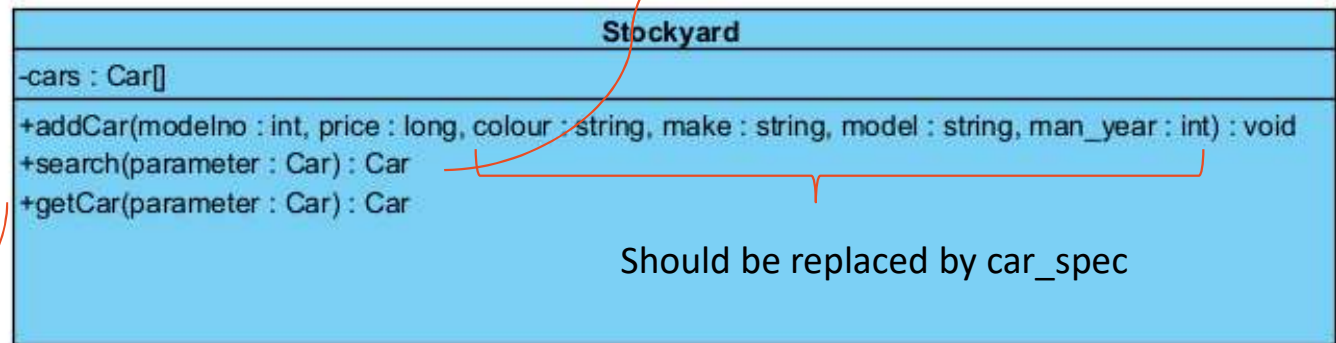 Stockyard
-cars : Car[]
+addCar(modelno : int, price : long, colour : string, make : string, model : string, man_year : int) : void
+search(parameter : Car) : Car
+getCar(parameter : Car) : Car
Should be replaced by car_spec